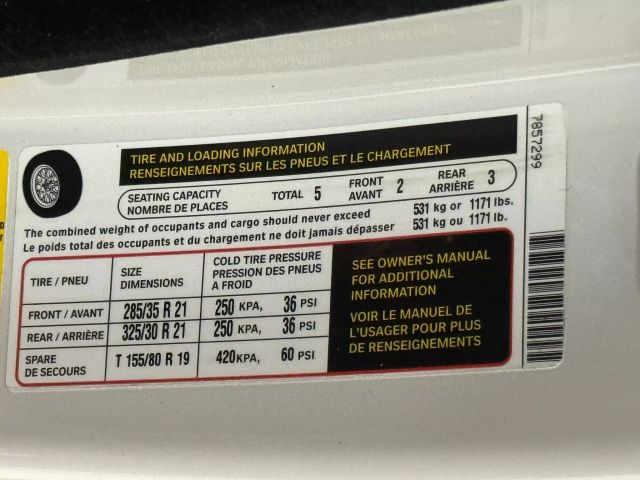 TIRE AND LOADING INFORMATION
RENSEIGNEMENTS SUR LES PNEUS ET LE CHARGEMENT
SEATING CAPACITY
NOMBRE DE PLACES
TOTAL 5
FRONT
AVANT 2
REAR
ARRIÈRE 3
The combined weight of occupants and cargo should never exceed 531 kg or 1171 lbs.
Le poids total des occupants et du chargement ne doit jamais dépasser 531 kg ou 1171 lb.
TIRE / PNEU
SIZE
DIMENSIONS
COLD TIRE PRESSURE
PRESSION DES PNEUS
A FROID
FRONT / AVANT 285/35 R 21 250 KPA, 36 PSI
REAR / ARRIÈRE 325/30 R 21 250 KPA, 36 PSI
SPARE
DE SECOURS
T 155/80 R 19 420KPA, 60 PSI
SEE OWNER'S MANUAL
FOR ADDITIONAL
INFORMATION
VOIR LE MANUEL DE
L'USAGER POUR PLUS
DE RENSEIGNEMENTS
7857299